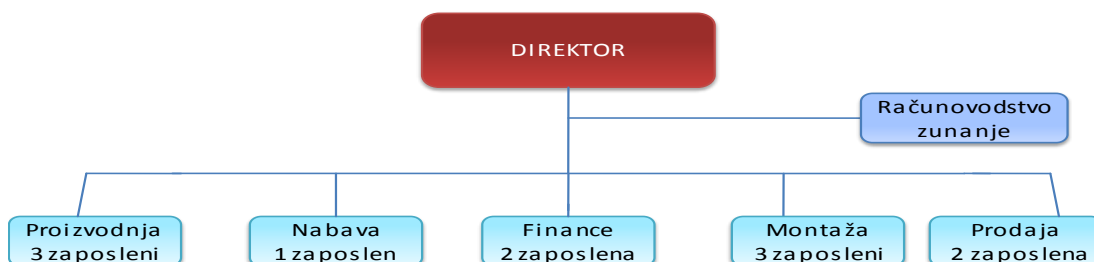 DIREKTOR
Računovodstvo
zunanje
Proizvodnja
3 zaposleni
Nabava
1 zaposlen
Finance
2 zaposlena
Montaža
3 zaposleni
Prodaja
2 zaposlena